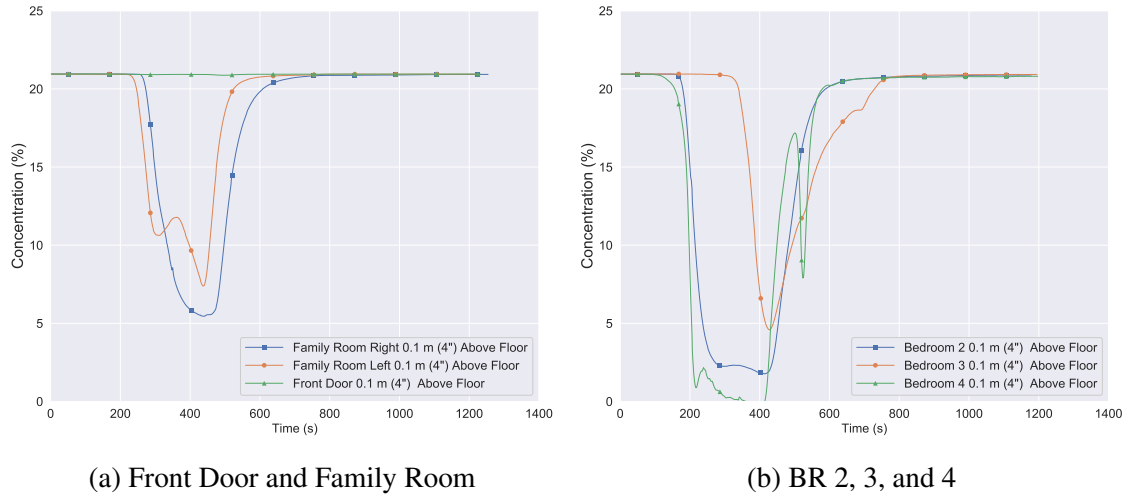 25
20
15
10
5
0
Concentration (%)
0 200 400 600 800 1000 1200 1400
Time (s)
Family Room Right 0.1 m (4") Above Floor
Family Room Left 0.1 m (4") Above Floor
Front Door 0.1 m (4") Above Floor
(a) Front Door and Family Room
25
20
15
10
5
0
Concentration (%)
0 200 400 600 800 1000 1200 1400
Time (s)
Bedroom 2 0.1 m (4") Above Floor
Bedroom 3 0.1 m (4") Above Floor
Bedroom 4 0.1 m (4") Above Floor
(b) BR 2, 3, and 4